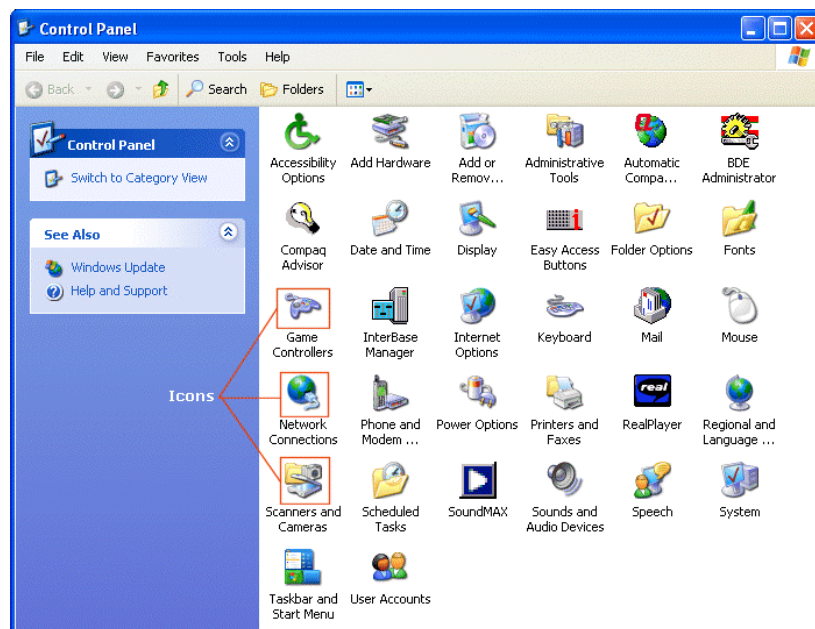 Control Panel
File Edit View Favorites Tools Help
Back Search Folders
Control Panel
Switch to Category View
See Also
Windows Update
Help and Support
Icons
Accessibility Add Hardware Add or Administrative Automatic BDE
Options Remov... Tools Compa... Administrator
Compaq Date and Time Display Easy Access Folder Options Fonts
Advisor Buttons
Game InterBase Internet Keyboard Mail Mouse
Controllers Manager Options
real
Network Phone and Power Options Printers and RealPlayer Regional and
Connections Modem ... Faxes Language ...
Scanners and Scheduled SoundMAX Sounds and Speech System
Cameras Tasks Audio Devices
Taskbar and User Accounts
Start Menu